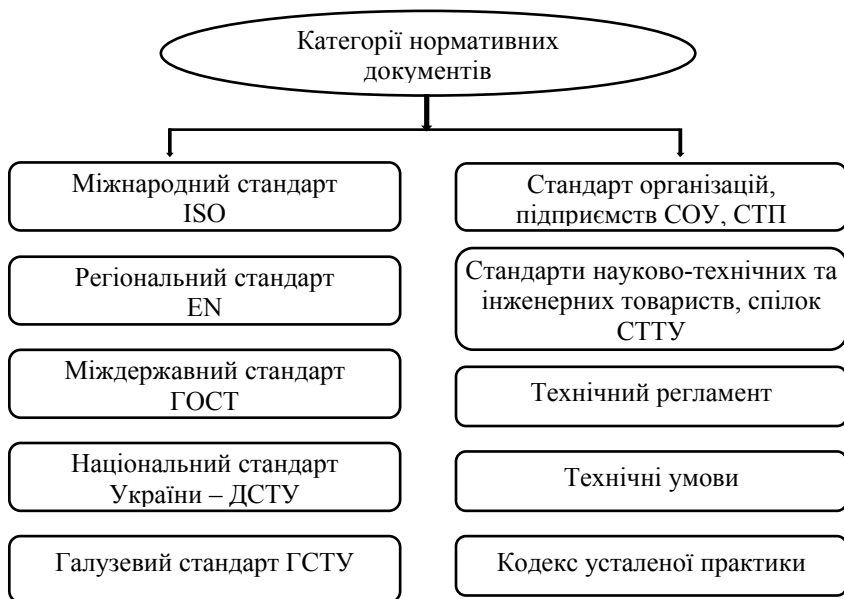 Категорії нормативних
документів
Міжнародний стандарт
ISO
Регіональний стандарт
EN
Міждержавний стандарт
ГОСТ
Національний стандарт
України – ДСТУ
Галузевий стандарт ГСТУ
Стандарт організацій,
підприємств СОУ, СТП
Стандарти науково-технічних та
інженерних товариств, спілок
СТТУ
Технічний регламент
Технічні умови
Кодекс усталеної практики